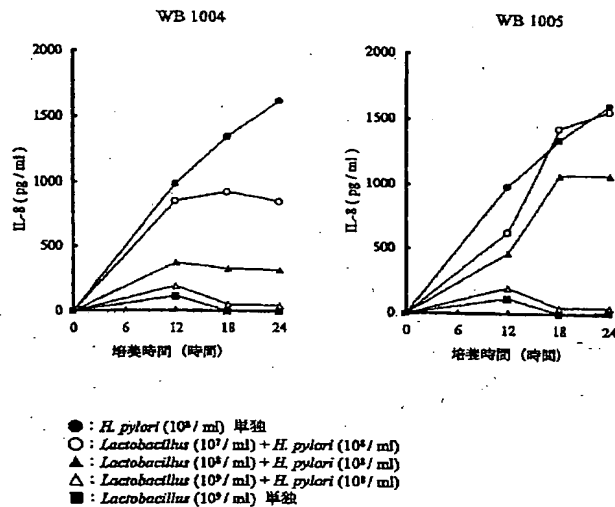 WB 1004
WB 1005
2000
1500
1000
500
0
IL-8 ( pg / ml )
0 6 12 18 24
培養時間 (時間)
2000
1500
1000
500
0
IL-8 ( pg / ml )
0 6 12 18 24
培養時間 (時間)
● : H. pylori (10⁸ / ml) 単独
○ : Lactobacillus (10⁷ / ml) + H. pylori (10⁸ / ml)
▲ : Lactobacillus (10⁸ / ml) + H. pylori (10⁸ / ml)
△ : Lactobacillus (10⁹ / ml) + H. pylori (10⁸ / ml)
■ : Lactobacillus (10⁹ / ml) 単独